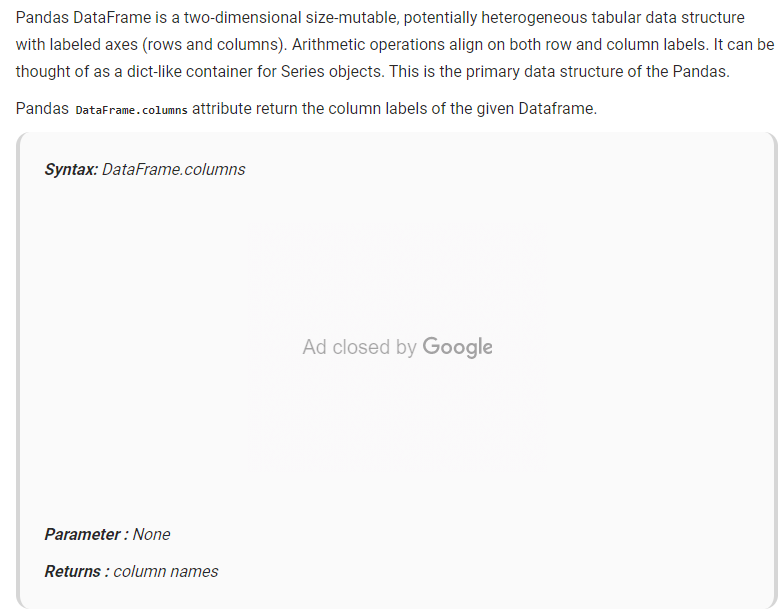 Pandas DataFrame is a two-dimensional size-mutable, potentially heterogeneous tabular data structure
with labeled axes (rows and columns). Arithmetic operations align on both row and column labels. It can be
thought of as a dict-like container for Series objects. This is the primary data structure of the Pandas.
Pandas DataFrame.columns attribute return the column labels of the given Dataframe.
Syntax: DataFrame.columns
Ad closed by Google
Parameter : None
Returns : column names